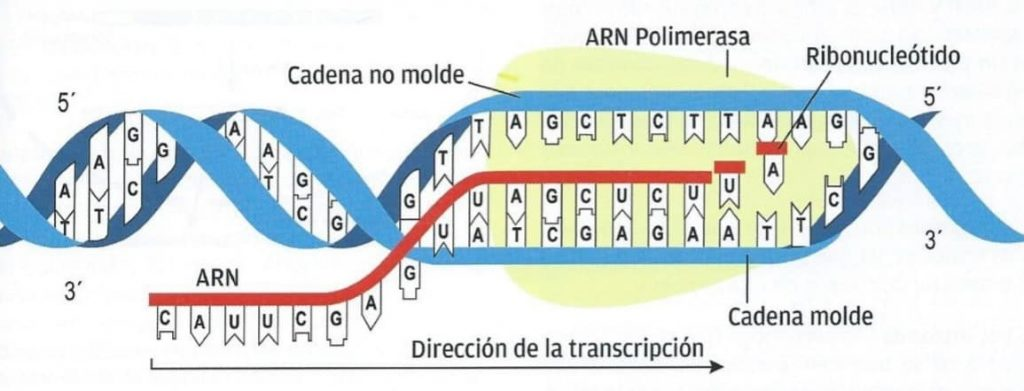 ARN Polimerasa
Ribonucleótido
Cadena no molde
5´ 5´
T A G C T C T T A A G
A G G A A G T G T A
A T C T T C G C G G U A G C U C U U A C
U A T C G A G A A A T T
3´ 3´
ARN
G
C A U U C G A
Cadena molde
Dirección de la transcripción